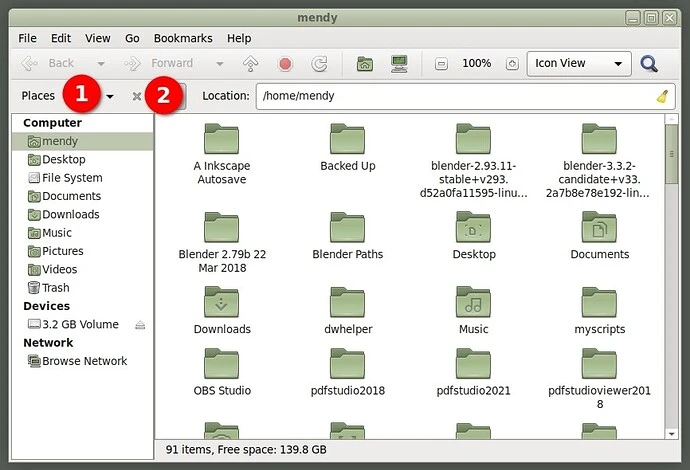 mendy
File Edit View Go Bookmarks Help
Back Forward 100% Icon View
Places 1 2 Location: /home/mendy
Computer
mendy
Desktop
File System
Documents
Downloads
Music
Pictures
Videos
Trash
Devices
3.2 GB Volume
Network
Browse Network
A Inkscape
Autosave
Backed Up
blender-2.93.11-
stable+v293.
d52a0fa11595-linu...
blender-3.3.2-
candidate+v33.
2a7b8e78e192-lin...
Blender 2.79b 22
Mar 2018
Blender Paths
Desktop
Documents
Downloads
dwhelper
Music
myscripts
OBS Studio
pdfstudio2018
pdfstudio2021
pdfstudioviewer201
8
91 items, Free space: 139.8 GB